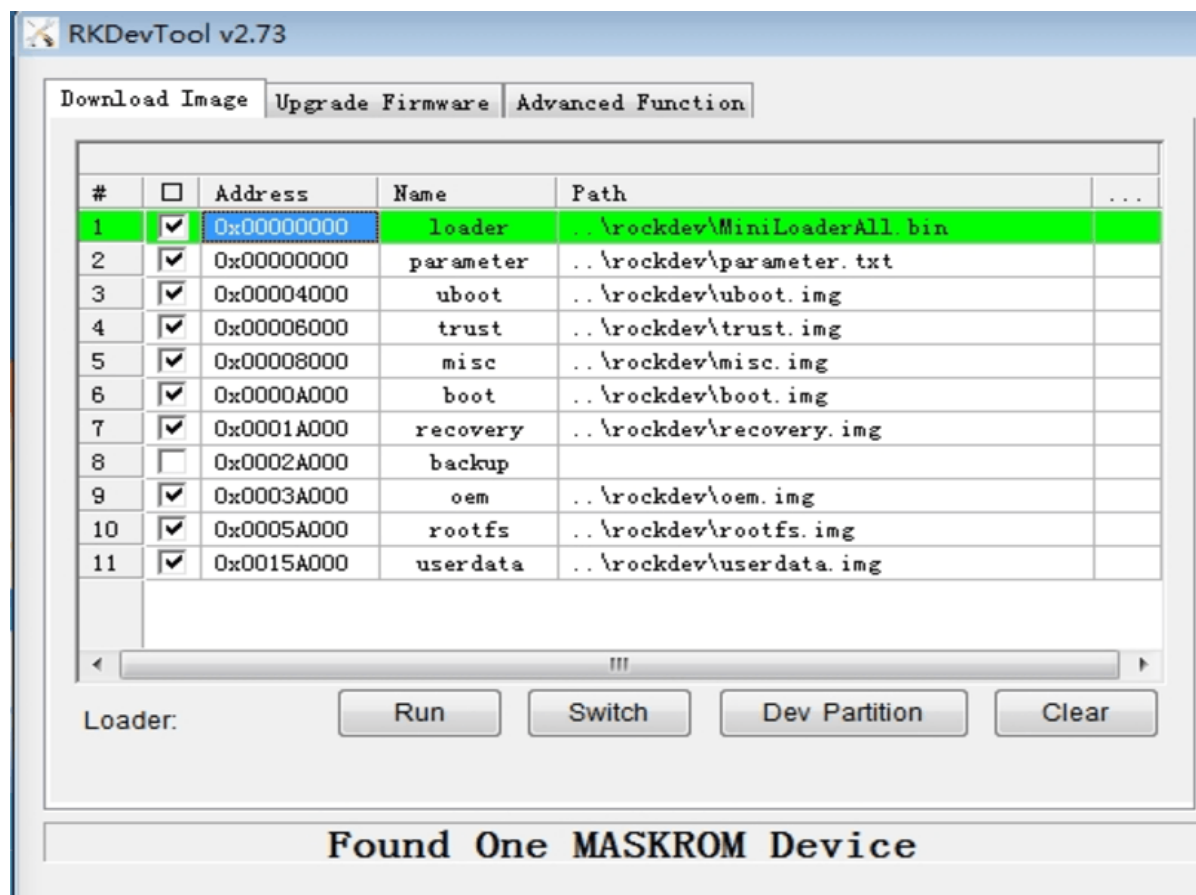 RKDevTool v2.73
Download Image Upgrade Firmware Advanced Function
# Address Name Path ...
1 0x00000000 loader ..\rockdev\MiniLoaderAll.bin
2 0x00000000 parameter ..\rockdev\parameter.txt
3 0x00004000 uboot ..\rockdev\uboot.img
4 0x00006000 trust ..\rockdev\trust.img
5 0x00008000 misc ..\rockdev\misc.img
6 0x0000A000 boot ..\rockdev\boot.img
7 0x0001A000 recovery ..\rockdev\recovery.img
8 0x0002A000 backup
9 0x0003A000 oem ..\rockdev\oem.img
10 0x0005A000 rootfs ..\rockdev\rootfs.img
11 0x0015A000 userdata ..\rockdev\userdata.img
Loader: Run Switch Dev Partition Clear
Found One MASKROM Device